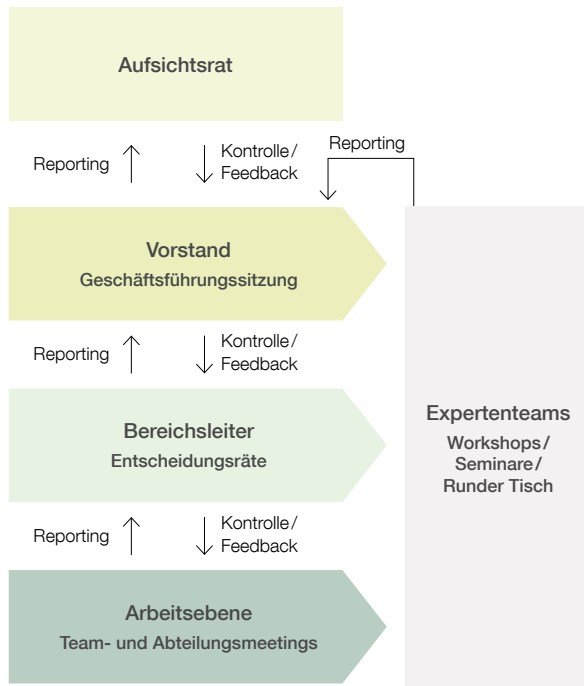 Aufsichtsrat
Reporting
Reporting
Kontrolle/
Feedback
Vorstand
Geschäftsführungssitzung
Reporting
Kontrolle/
Feedback
Bereichsleiter
Entscheidungsräte
Expertenteams
Workshops/
Seminare/
Runder Tisch
Reporting
Kontrolle/
Feedback
Arbeitsebene
Team- und Abteilungsmeetings